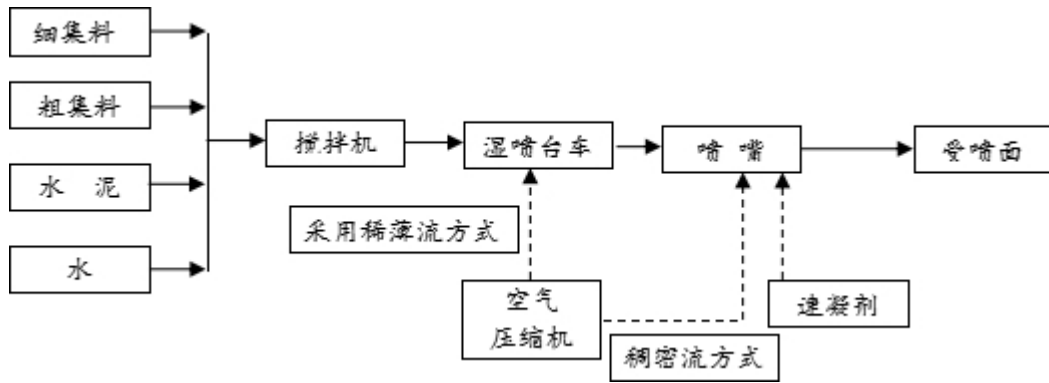 细集料
粗集料
水 泥
水
搅拌机
湿喷台车
喷 嘴
受喷面
采用稀薄流方式
空气
压缩机
速凝剂
稠密流方式